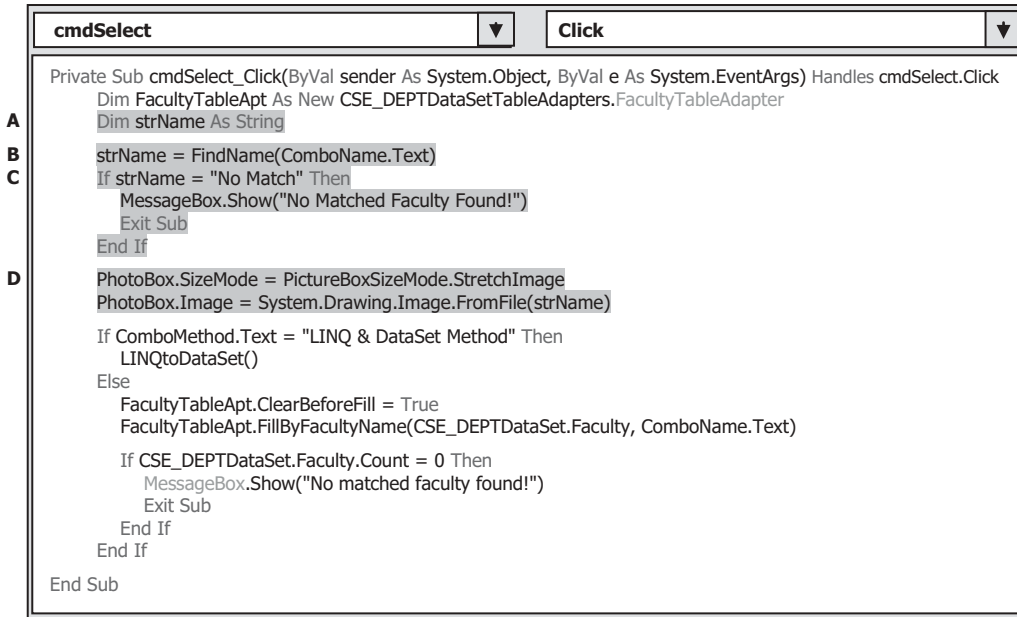 cmdSelect Click
Private Sub cmdSelect_Click(ByVal sender As System.Object, ByVal e As System.EventArgs) Handles cmdSelect.Click
Dim FacultyTableApt As New CSE_DEPTDataSetTableAdapters.FacultyTableAdapter
A Dim strName As String
B strName = FindName(ComboName.Text)
C If strName = "No Match" Then
MessageBox.Show("No Matched Faculty Found!")
Exit Sub
End If
D PhotoBox.SizeMode = PictureBoxSizeMode.StretchImage
PhotoBox.Image = System.Drawing.Image.FromFile(strName)
If ComboMethod.Text = "LINQ & DataSet Method" Then
LINQtoDataSet()
Else
FacultyTableApt.ClearBeforeFill = True
FacultyTableApt.FillByFacultyName(CSE_DEPTDataSet.Faculty, ComboName.Text)
If CSE_DEPTDataSet.Faculty.Count = 0 Then
MessageBox.Show("No matched faculty found!")
Exit Sub
End If
End If
End Sub